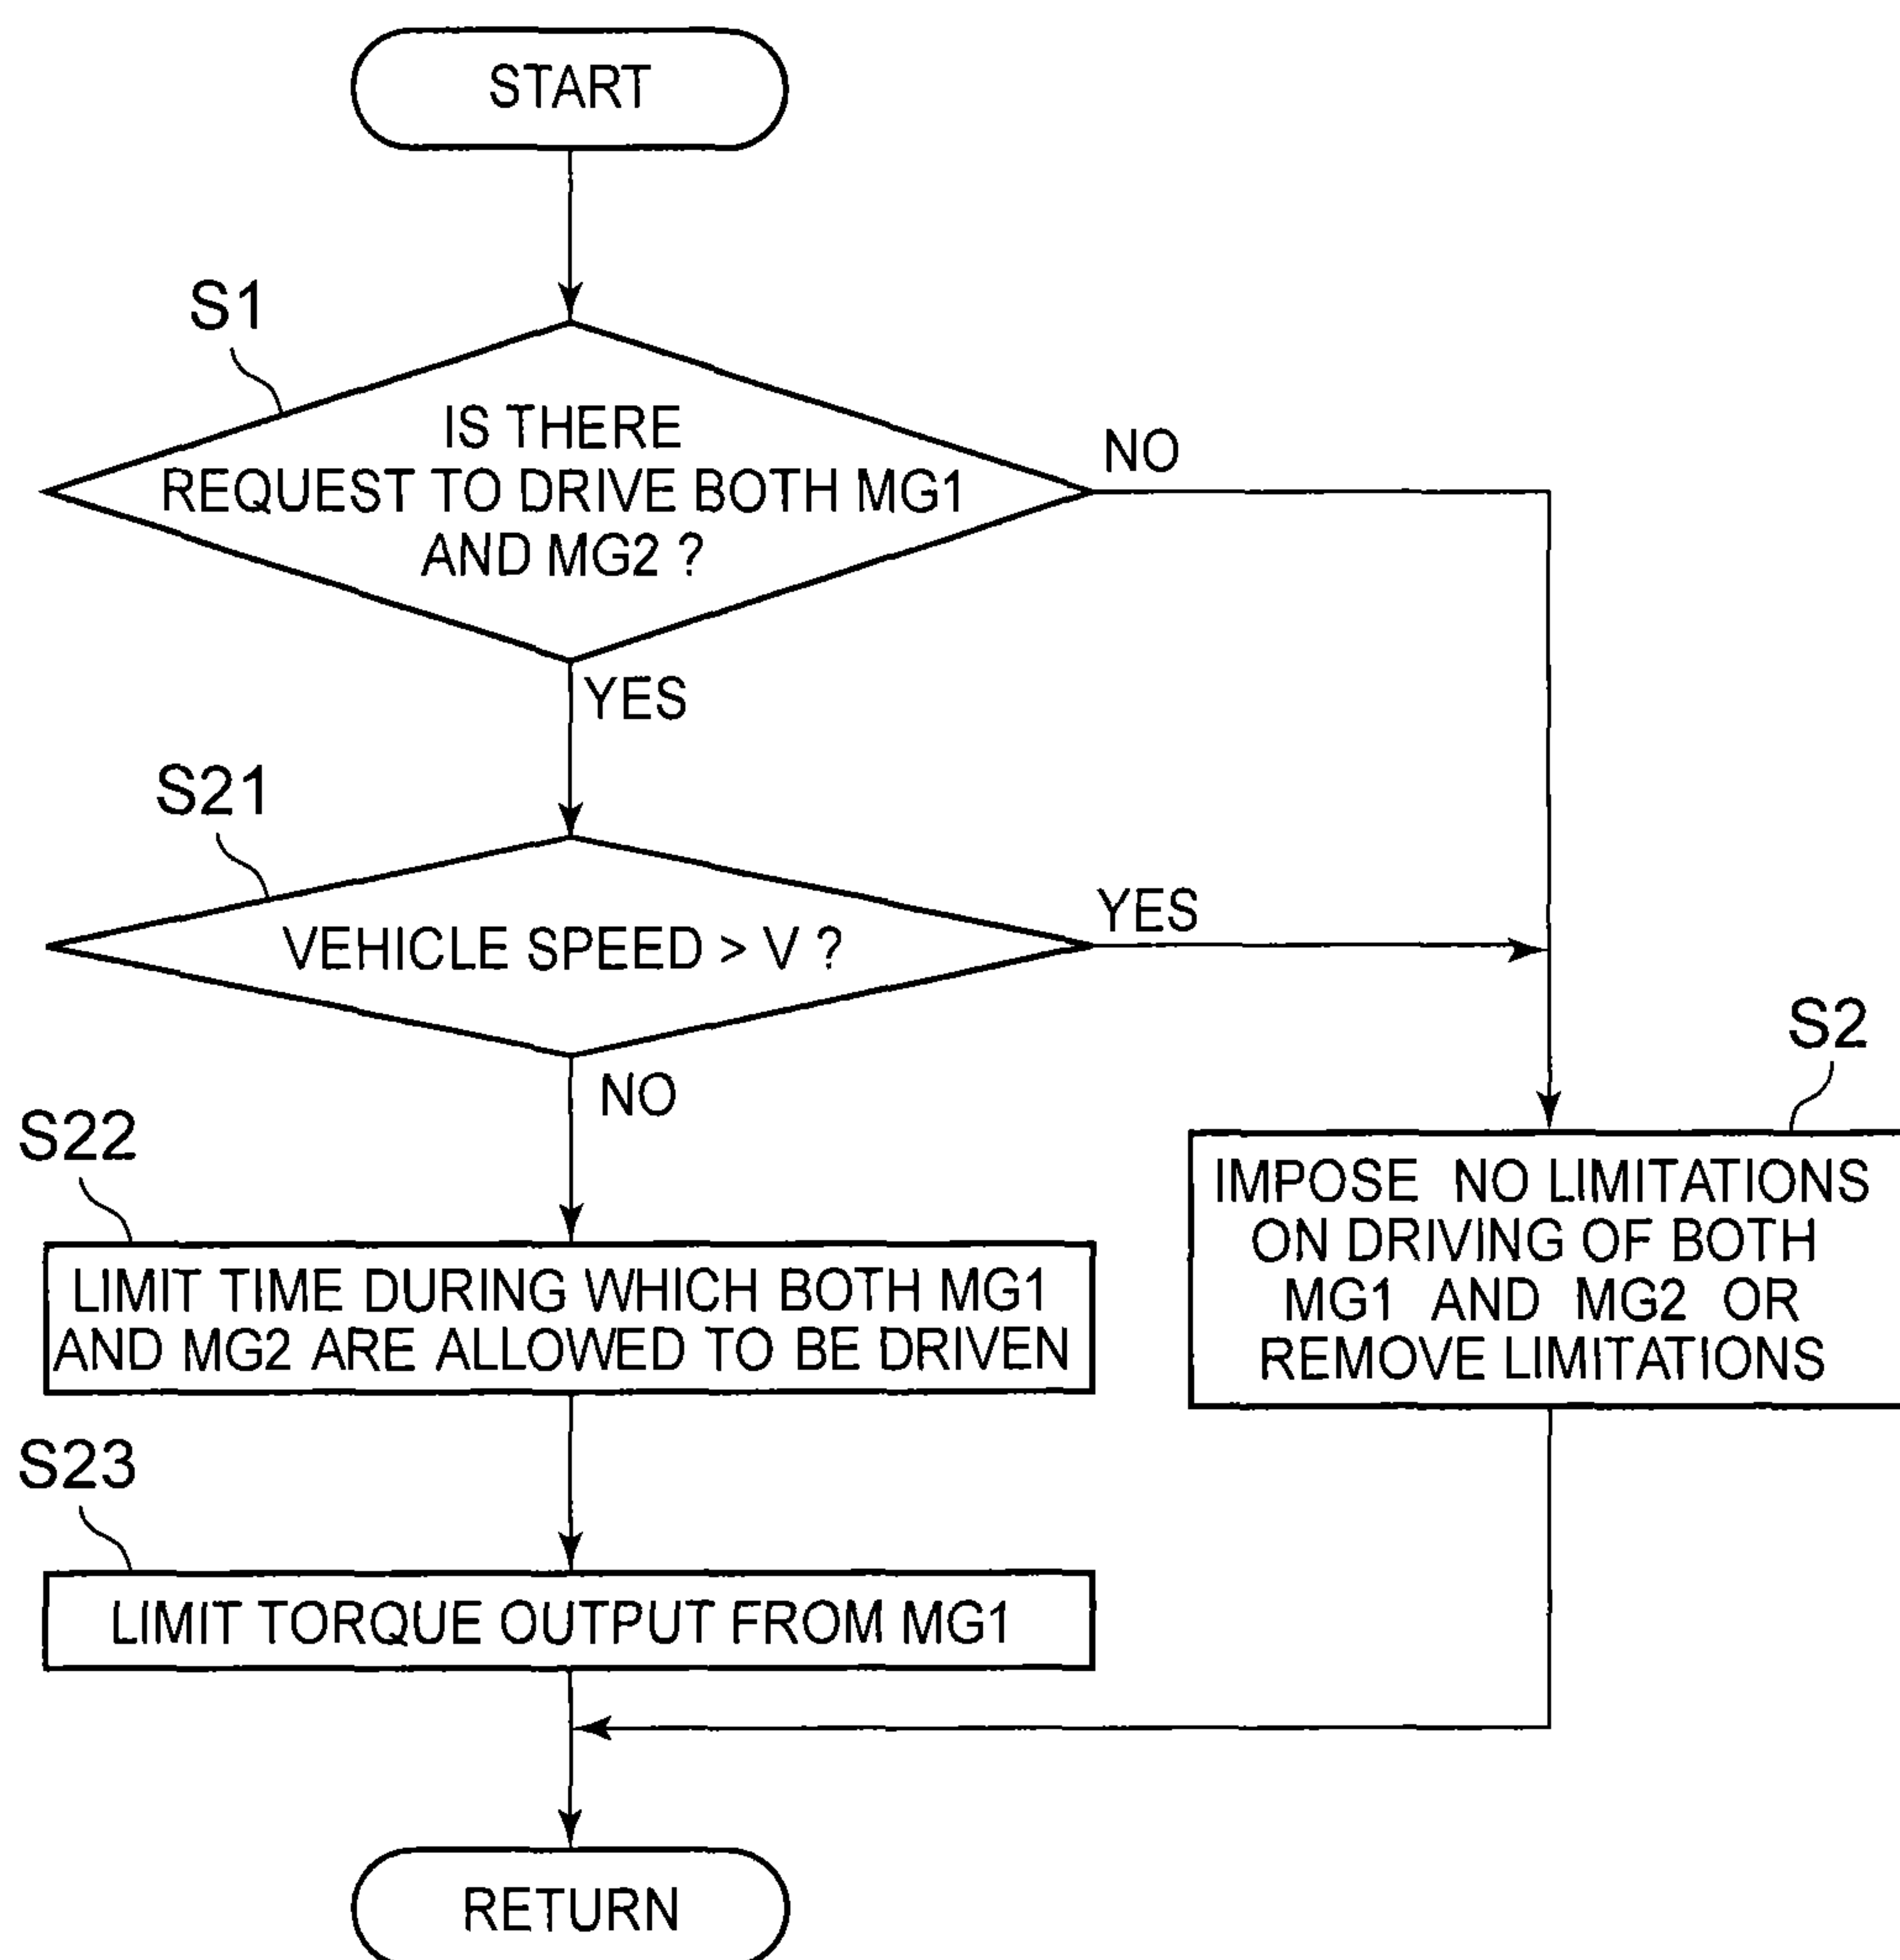 START
S1
IS THERE
REQUEST TO DRIVE BOTH MG1
AND MG2 ?
NO
YES
S21
VEHICLE SPEED > V ?
YES
NO
S2
IMPOSE NO LIMITATIONS
ON DRIVING OF BOTH
MG1 AND MG2 OR
REMOVE LIMITATIONS
S22
LIMIT TIME DURING WHICH BOTH MG1
AND MG2 ARE ALLOWED TO BE DRIVEN
S23
LIMIT TORQUE OUTPUT FROM MG1
RETURN